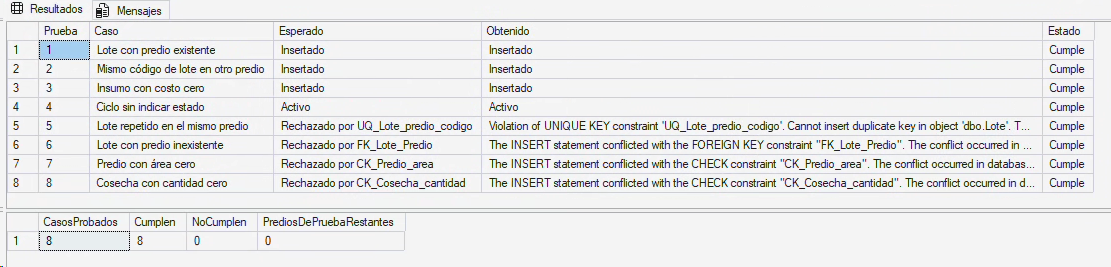 Resultados Mensajes
Prueba Caso Esperado Obtenido Estado
1 1 Lote con predio existente Insertado Insertado Cumple
2 2 Mismo código de lote en otro predio Insertado Insertado Cumple
3 3 Insumo con costo cero Insertado Insertado Cumple
4 4 Ciclo sin indicar estado Activo Activo Cumple
5 5 Lote repetido en el mismo predio Rechazado por UQ_Lote_predio_codigo Violation of UNIQUE KEY constraint 'UQ_Lote_predio_codigo'. Cannot insert duplicate key in object 'dbo.Lote'. T... Cumple
6 6 Lote con predio inexistente Rechazado por FK_Lote_Predio The INSERT statement conflicted with the FOREIGN KEY constraint "FK_Lote_Predio". The conflict occurred in ... Cumple
7 7 Predio con área cero Rechazado por CK_Predio_area The INSERT statement conflicted with the CHECK constraint "CK_Predio_area". The conflict occurred in databas... Cumple
8 8 Cosecha con cantidad cero Rechazado por CK_Cosecha_cantidad The INSERT statement conflicted with the CHECK constraint "CK_Cosecha_cantidad". The conflict occurred in d... Cumple
CasosProbados Cumplen NoCumplen PrediosDePruebaRestantes
1 8 8 0 0